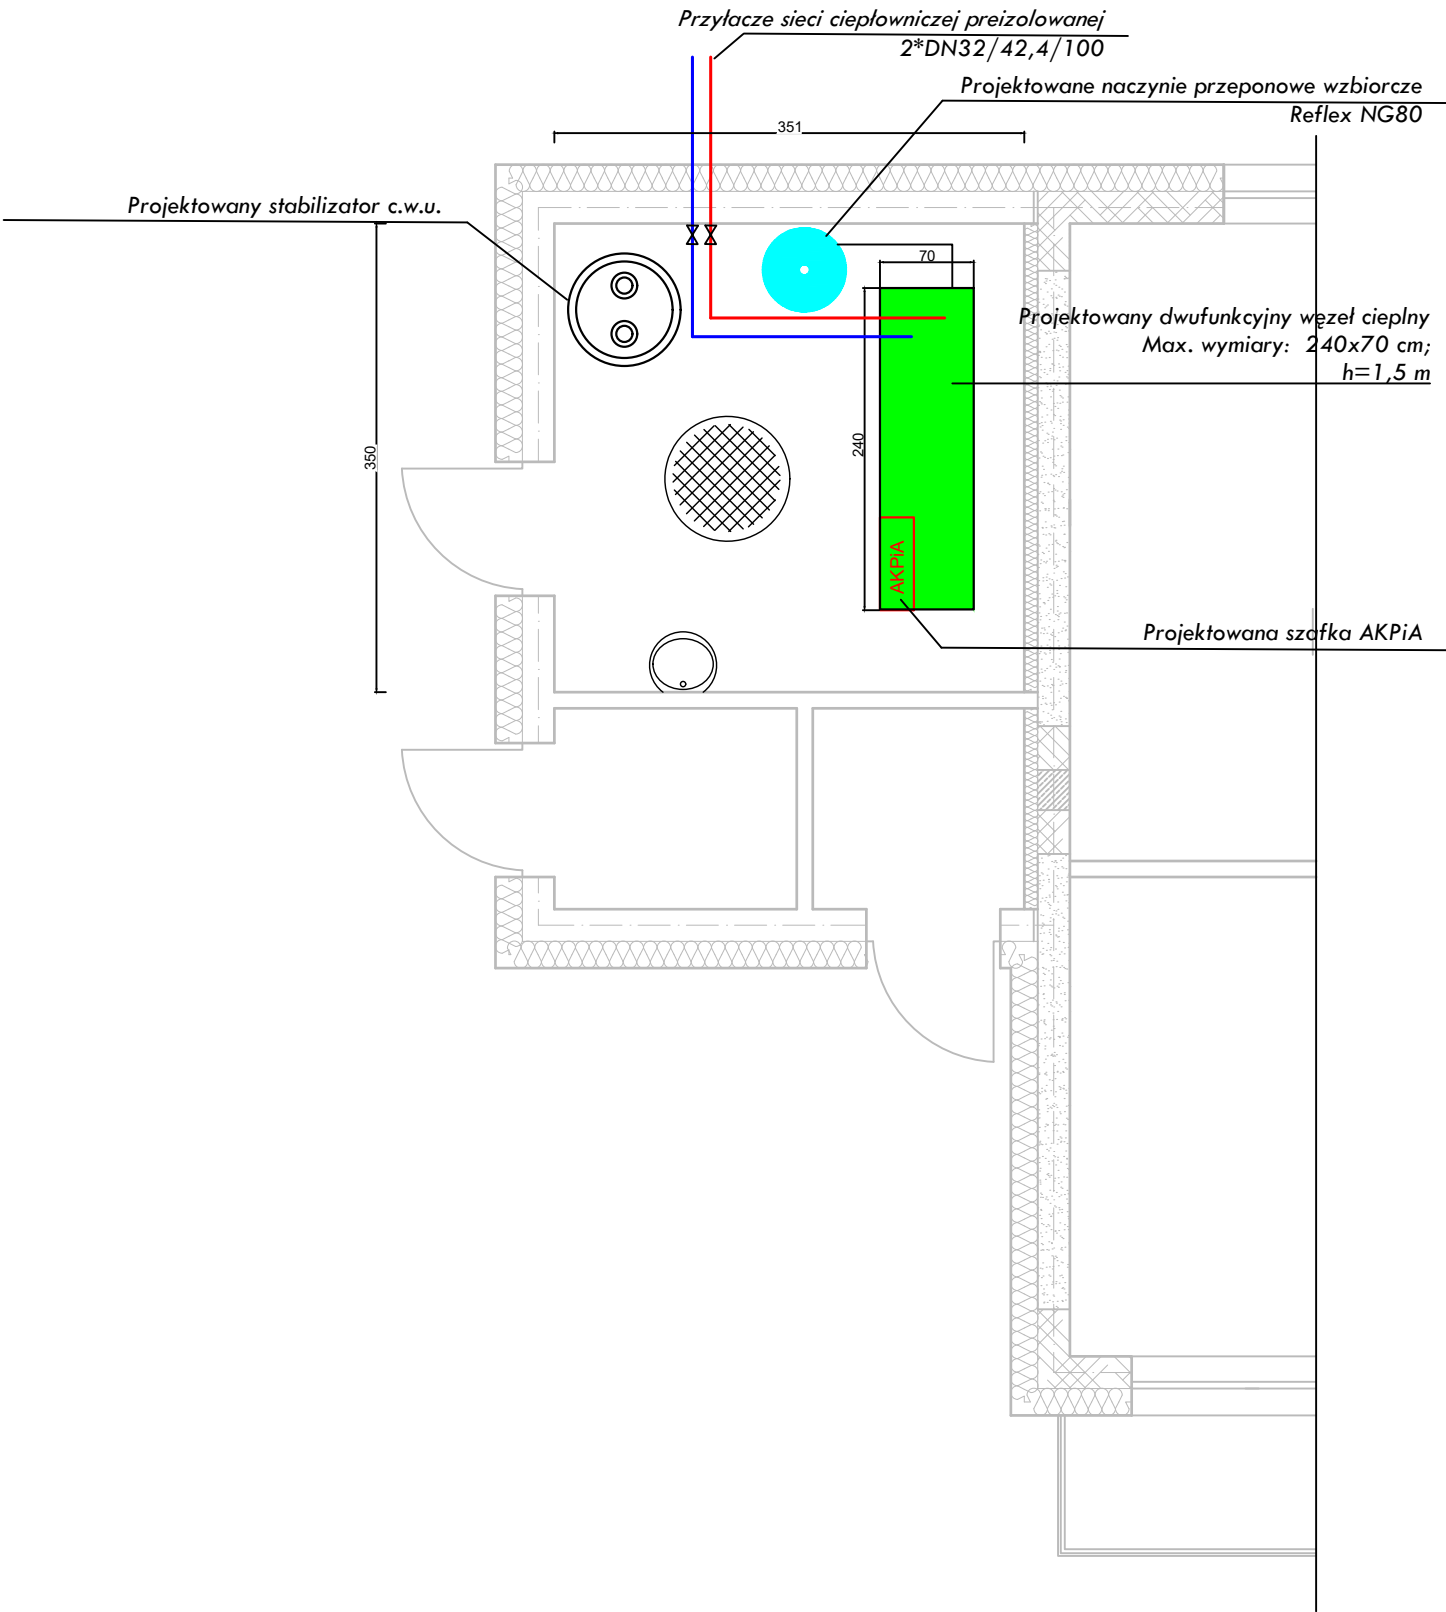 Przyłacze sieci ciepłowniczej preizolowanej
2*DN32/42,4/100
Projektowane naczynie przeponowe wzbiorcze
Reflex NG80
351
Projektowany stabilizator c.w.u.
70
Projektowany dwufunkcyjny węzeł cieplny
Max. wymiary: 240x70 cm;
h=1,5 m
350
240
AKPiA
Projektowana szafka AKPiA